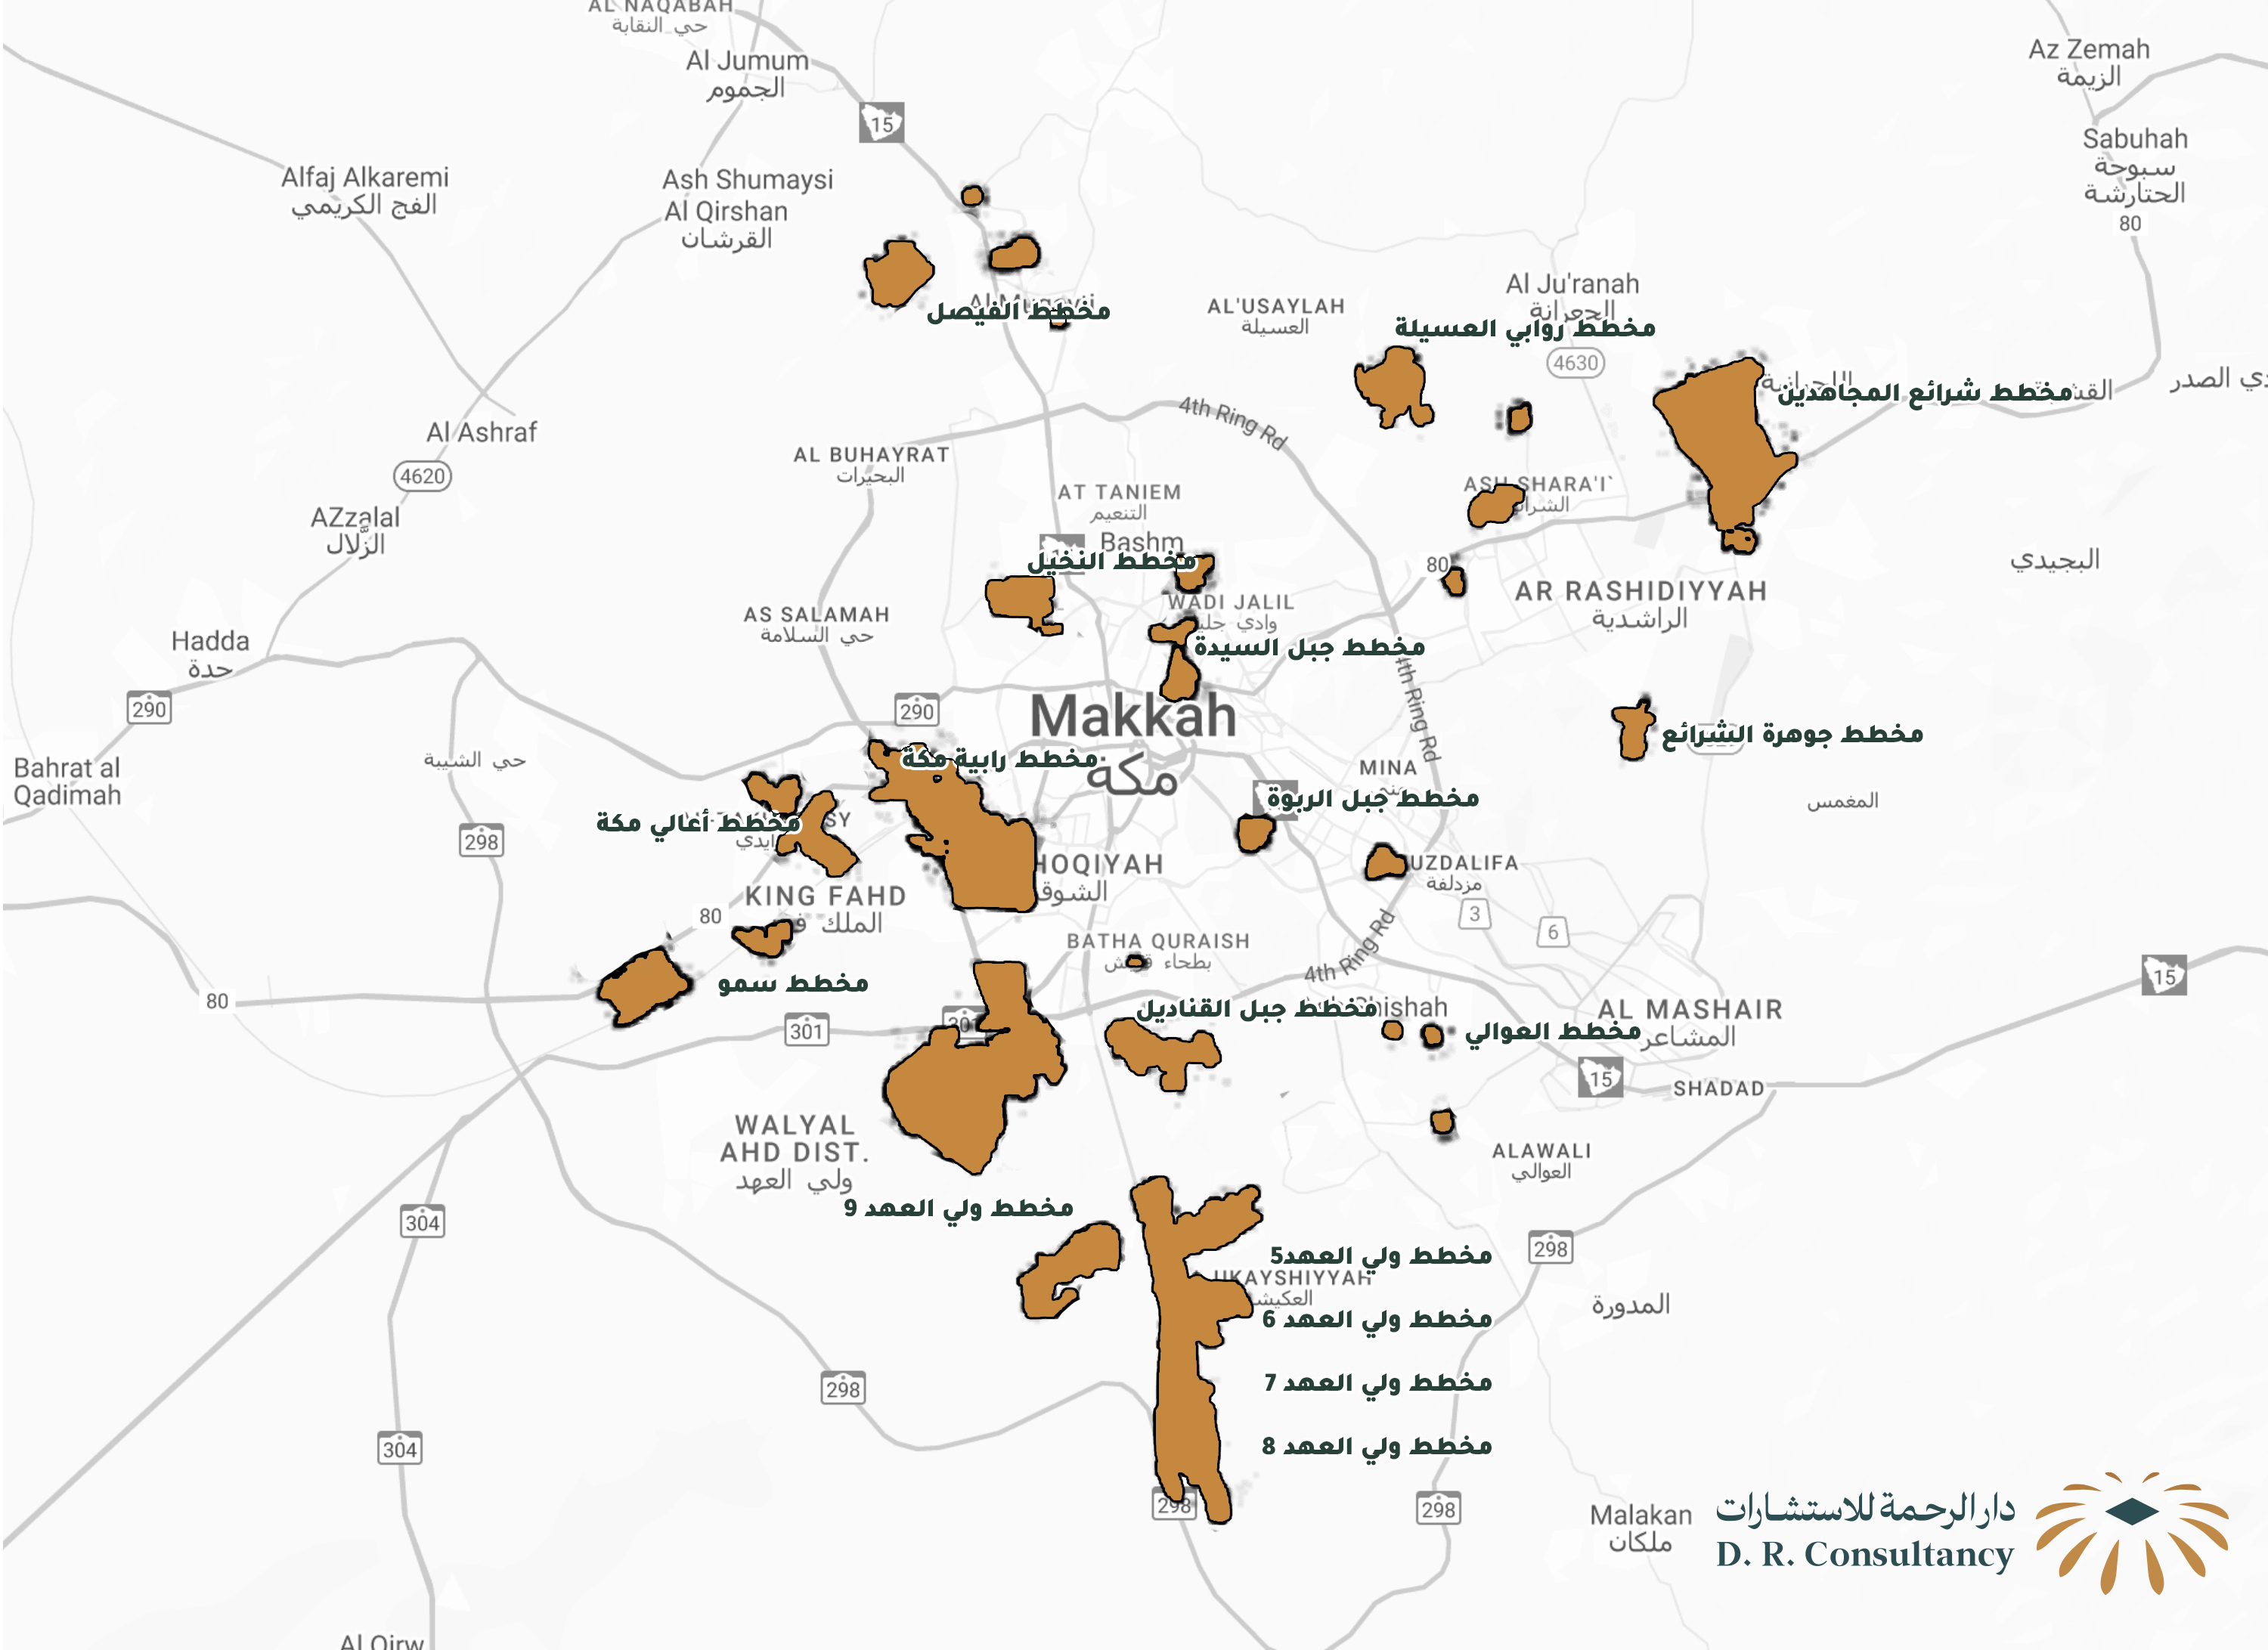 AL NAQABAH
حي النقابة
Al Jumum
الجموم
Az Zemah
الزيمة
15
Sabuhah
سبوحة
الحتارشة
80
Alfaj Alkaremi
الفج الكريمي
Ash Shumaysi
Al Qirshan
القرشان
مخطط الفيصل
AL'USAYLAH
العسيلة
Al Ju'ranah
الجعرانة
مخطط روابي العسيلة
4630
مخطط شرائع المجاهدين
الصدر
4th Ring Rd
Al Ashraf
4620
AL BUHAYRAT
البحيرات
AT TANIEM
التنعيم
ASH SHARA'I`
AZzalal
الزلال
Bashm
مخطط النخيل
80
البجيدي
AR RASHIDIYYAH
الراشدية
WADI JALIL
وادي
AS SALAMAH
حي السلامة
Hadda
حدة
مخطط جبل السيدة
4th Ring Rd
290
290
Makkah
مكة
مخطط جوهرة الشرائع
حي الشيبة
مخطط رابية مكة
MINA
Bahrat al
Qadimah
مخطط جبل الربوة
المغمس
مخطط أعالي مكة
298
HOQIYAH
الشوق
UZDALIFA
مزدلفة
KING FAHD
الملك
80
3
6
BATHA QURAISH
بطحاء
4th Ring Rd
مخطط سمو
15
80
مخطط جبل القناديل
hishah
AL MASHAIR
المشاعر
301
مخطط العوالي
15
SHADAD
WALYAL
AHD DIST.
ولي العهد
ALAWALI
العوالي
مخطط ولي العهد 9
304
298
مخطط ولي العهد5
UKAYSHIYYAH
مخطط ولي العهد 6
المدورة
298
مخطط ولي العهد 7
304
مخطط ولي العهد 8
298
298
Malakan
ملكان
دار الرحمة للاستشارات
D. R. Consultancy
Al Qirw